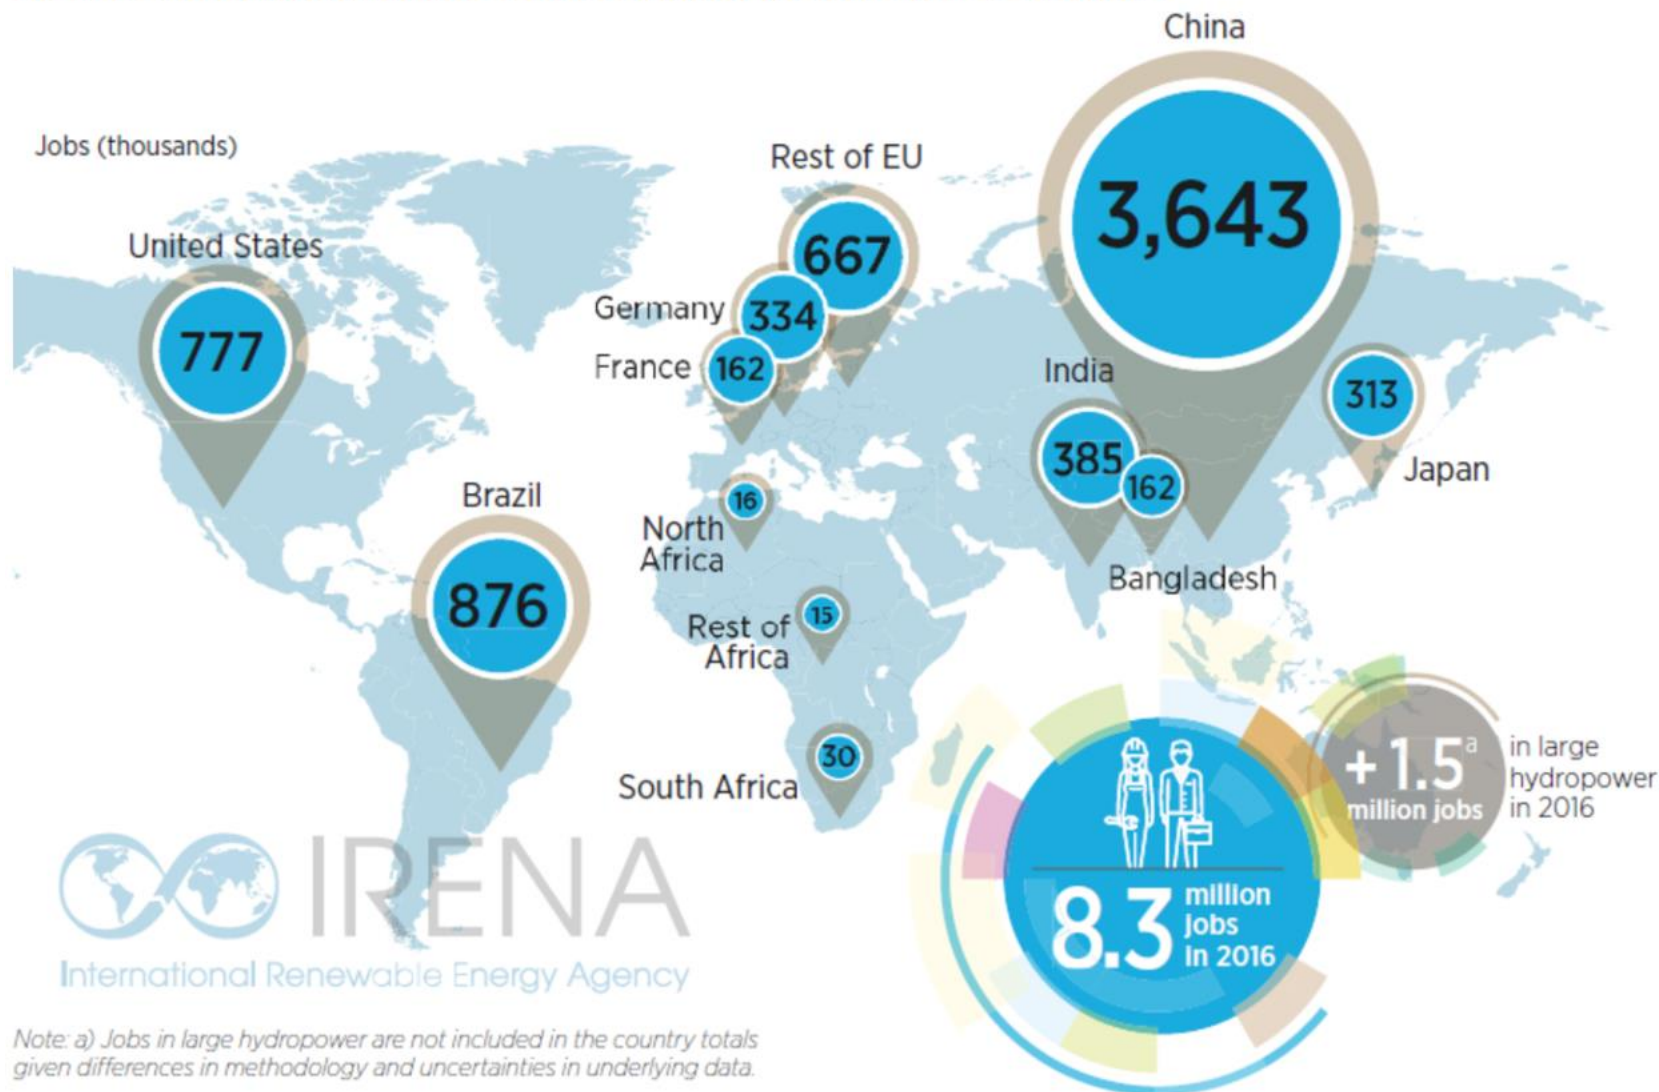 China
Jobs (thousands)
Rest of EU
3,643
United States
667
Germany
334
777
France
162
India
313
385
162
Japan
Brazil
16
North
Africa
Bangladesh
876
15
Rest of
Africa
30
South Africa
+ 1.5ᵃ
million jobs
in large
hydropower
in 2016
8.3
million
jobs
in 2016
IRENA
International Renewable Energy Agency
Note: a) Jobs in large hydropower are not included in the country totals
given differences in methodology and uncertainties in underlying data.